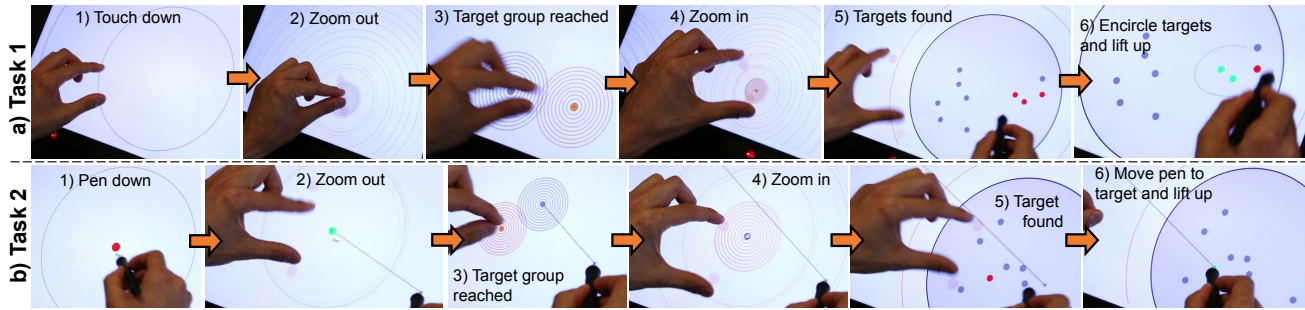 a) Task 1
1) Touch down
2) Zoom out
3) Target group reached
4) Zoom in
5) Targets found
6) Encircle targets
and lift up
b) Task 2
1) Pen down
2) Zoom out
3) Target group
reached
4) Zoom in
5) Target
found
6) Move pen to
target and lift up